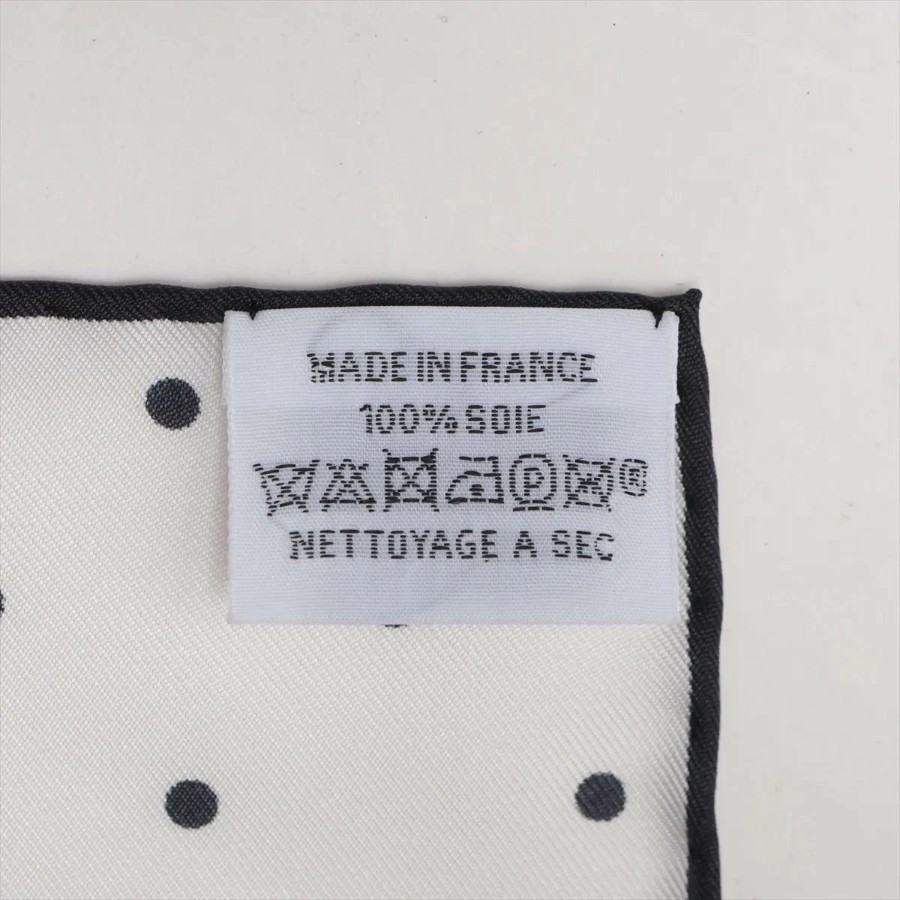 MADE IN FRANCE
100% SOIE
P ®
NETTOYAGE A SEC